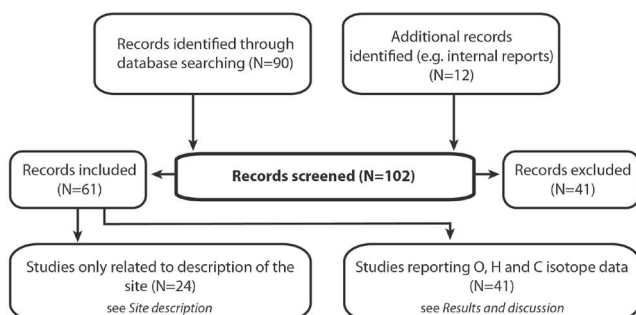 Records identified through
database searching (N=90)
Additional records
identified (e.g. internal reports)
(N=12)
Records included
(N=61)
Records screened (N=102)
Records excluded
(N=41)
Studies only related to description of the
site (N=24)
see Site description
Studies reporting O, H and C isotope data
(N=41)
see Results and discussion